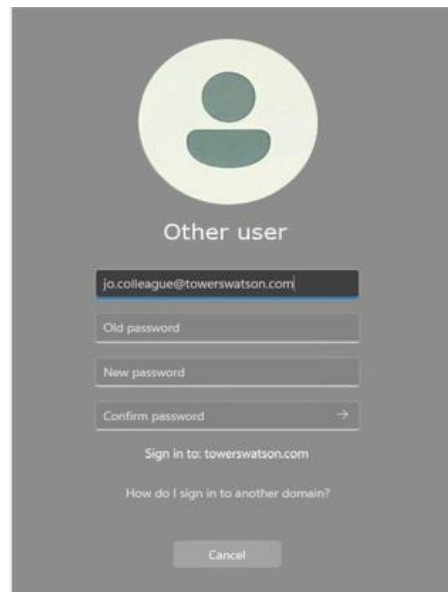 Other user
jo.colleague@towerswatson.com
Old password
New password
Confirm password →
Sign in to: towerswatson.com
How do I sign in to another domain?
Cancel